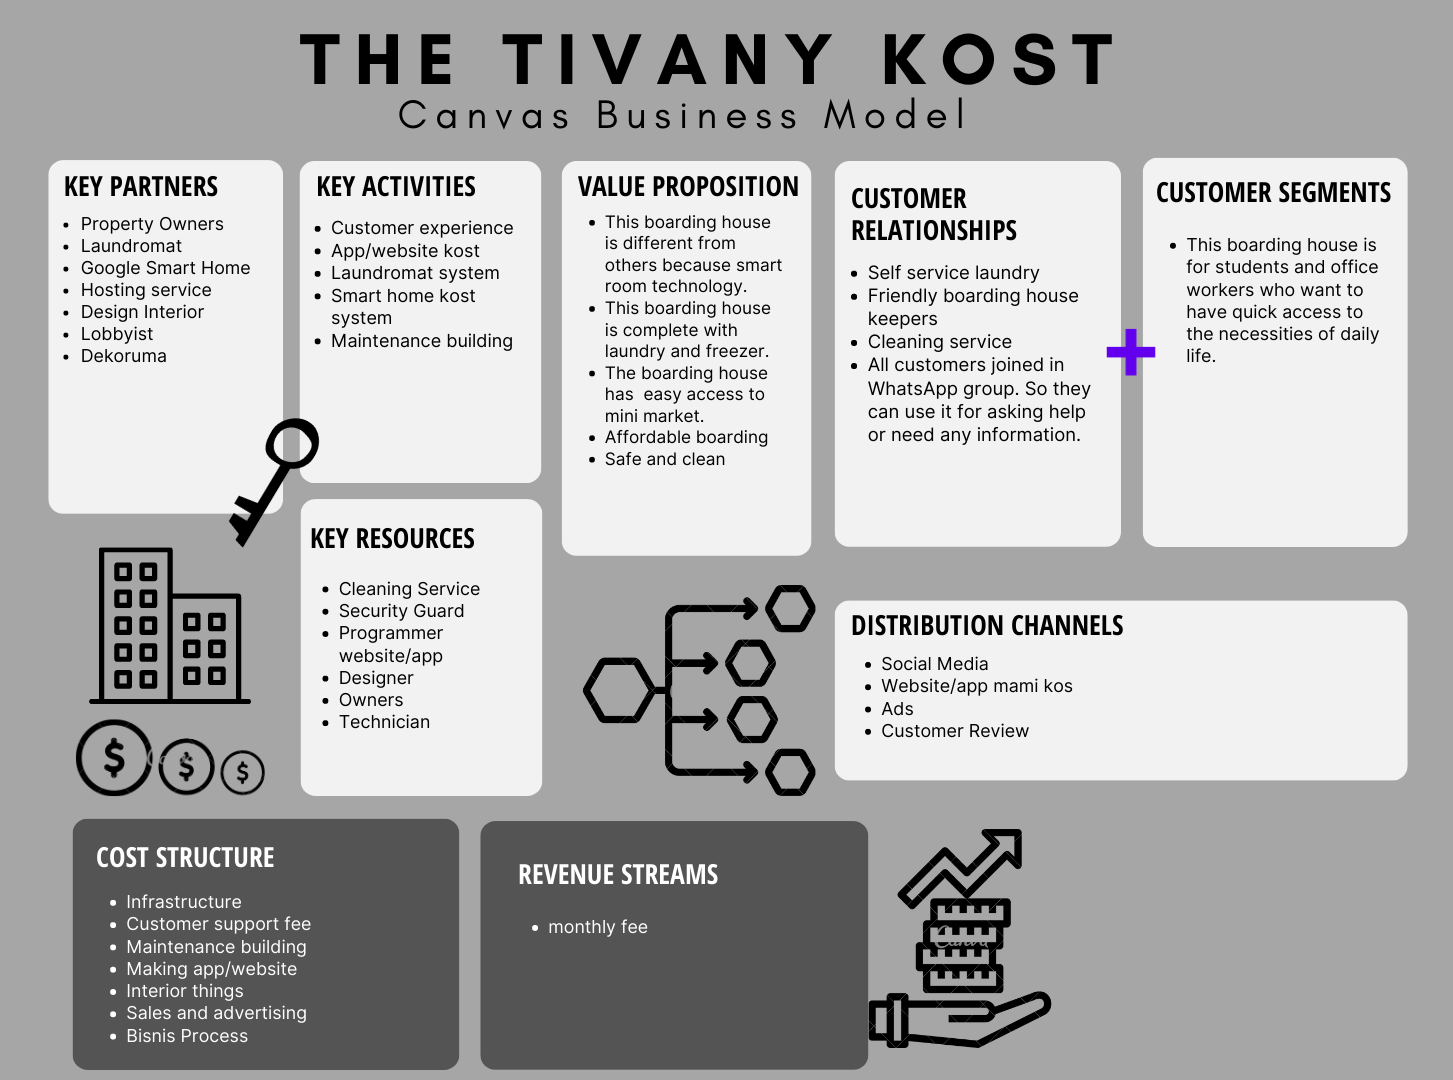 THE TIVANY KOST
Canvas Business Model
KEY PARTNERS
• Property Owners
• Laundromat
• Google Smart Home
• Hosting service
• Design Interior
• Lobbyist
• Dekoruma
KEY ACTIVITIES
• Customer experience
• App/website kost
• Laundromat system
• Smart home kost
system
• Maintenance building
KEY RESOURCES
• Cleaning Service
• Security Guard
• Programmer
website/app
• Designer
• Owners
• Technician
VALUE PROPOSITION
• This boarding house
is different from
others because smart
room technology.
• This boarding house
is complete with
laundry and freezer.
• The boarding house
has easy access to
mini market.
• Affordable boarding
• Safe and clean
CUSTOMER
RELATIONSHIPS
• Self service laundry
• Friendly boarding house
keepers
• Cleaning service
• All customers joined in
WhatsApp group. So they
can use it for asking help
or need any information.
CUSTOMER SEGMENTS
• This boarding house is
for students and office
workers who want to
have quick access to
the necessities of daily
life.
DISTRIBUTION CHANNELS
• Social Media
• Website/app mami kos
• Ads
• Customer Review
COST STRUCTURE
• Infrastructure
• Customer support fee
• Maintenance building
• Making app/website
• Interior things
• Sales and advertising
• Bisnis Process
REVENUE STREAMS
• monthly fee
$ $ $
Canva